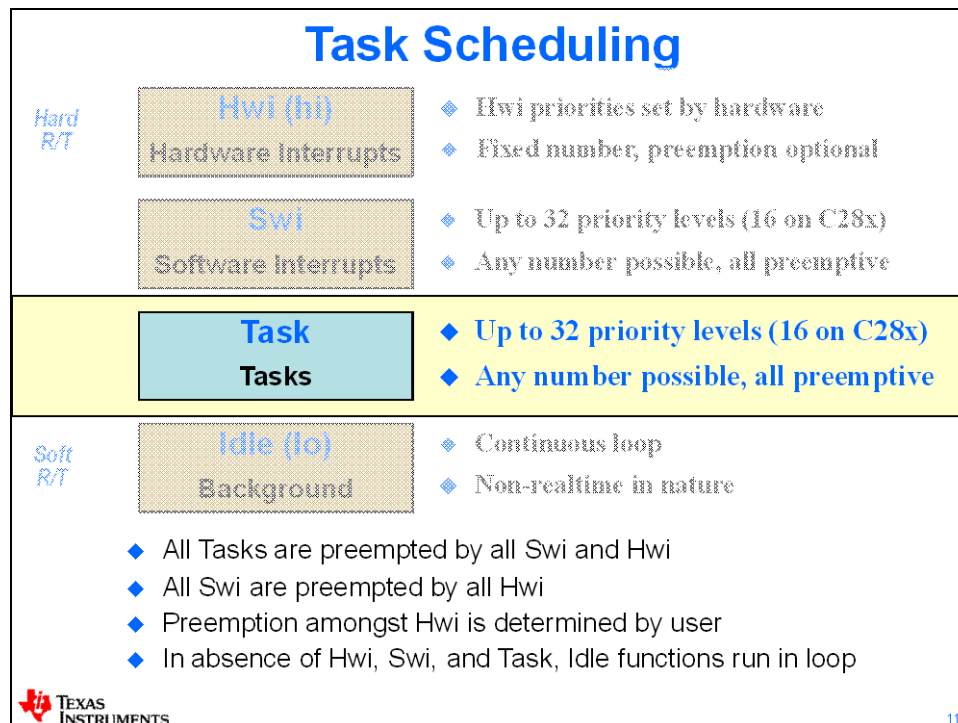 Task Scheduling
Hard
R/T
Hwi (hi)
Hardware Interrupts
◆ Hwi priorities set by hardware
◆ Fixed number, preemption optional
Swi
Software Interrupts
◆ Up to 32 priority levels (16 on C28x)
◆ Any number possible, all preemptive
Task
Tasks
◆ Up to 32 priority levels (16 on C28x)
◆ Any number possible, all preemptive
Soft
R/T
Idle (lo)
Background
◆ Continuous loop
◆ Non-realtime in nature
◆ All Tasks are preempted by all Swi and Hwi
◆ All Swi are preempted by all Hwi
◆ Preemption amongst Hwi is determined by user
◆ In absence of Hwi, Swi, and Task, Idle functions run in loop
TEXAS
INSTRUMENTS
11